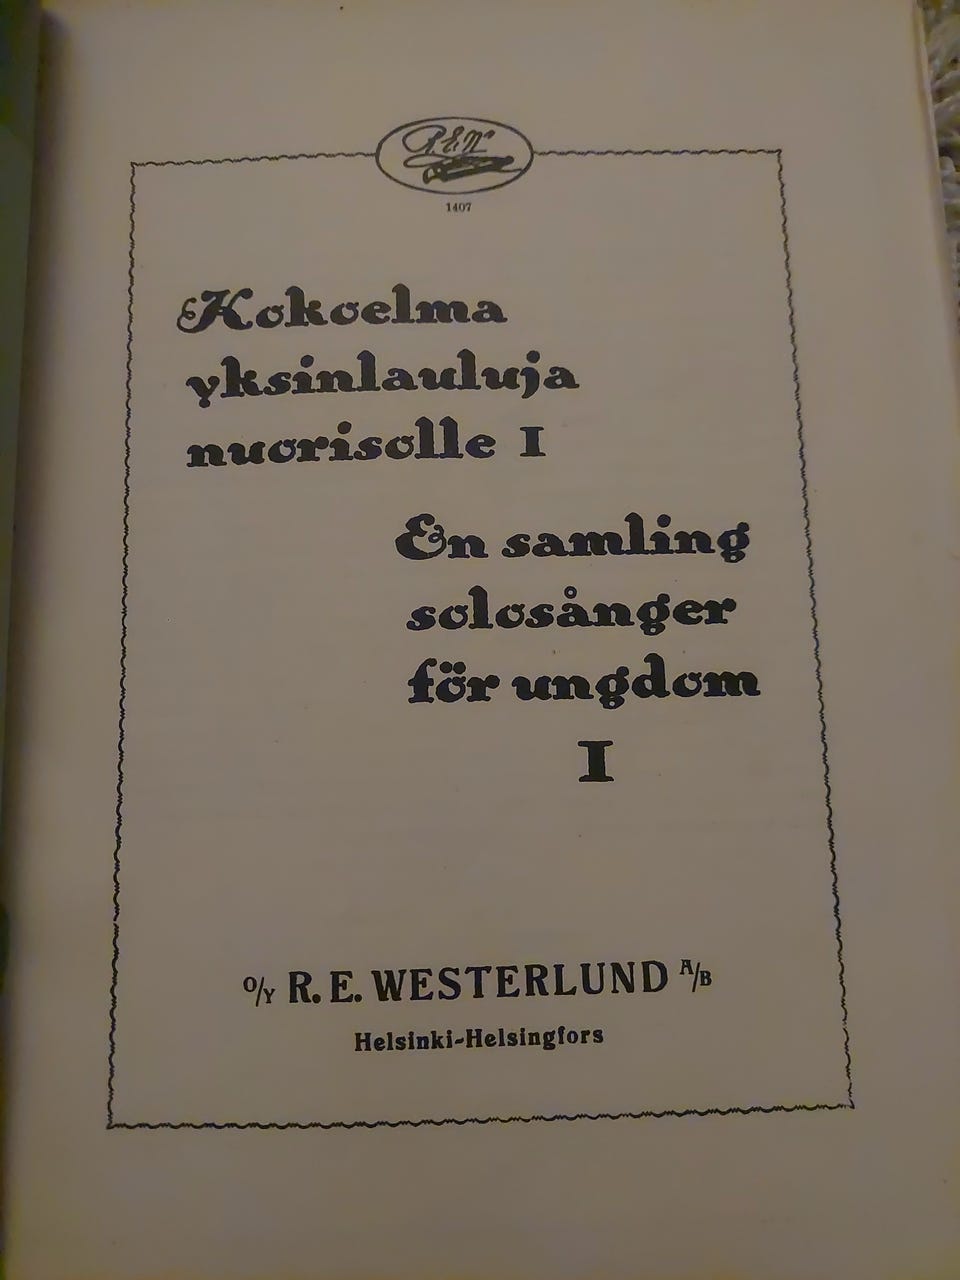 R.E.W
1407
Kokoelma
yksinlauluja
nuorisolle I
En samling
solosånger
för ungdom
I
O/Y R. E. WESTERLUND A/B
Helsinki-Helsingfors